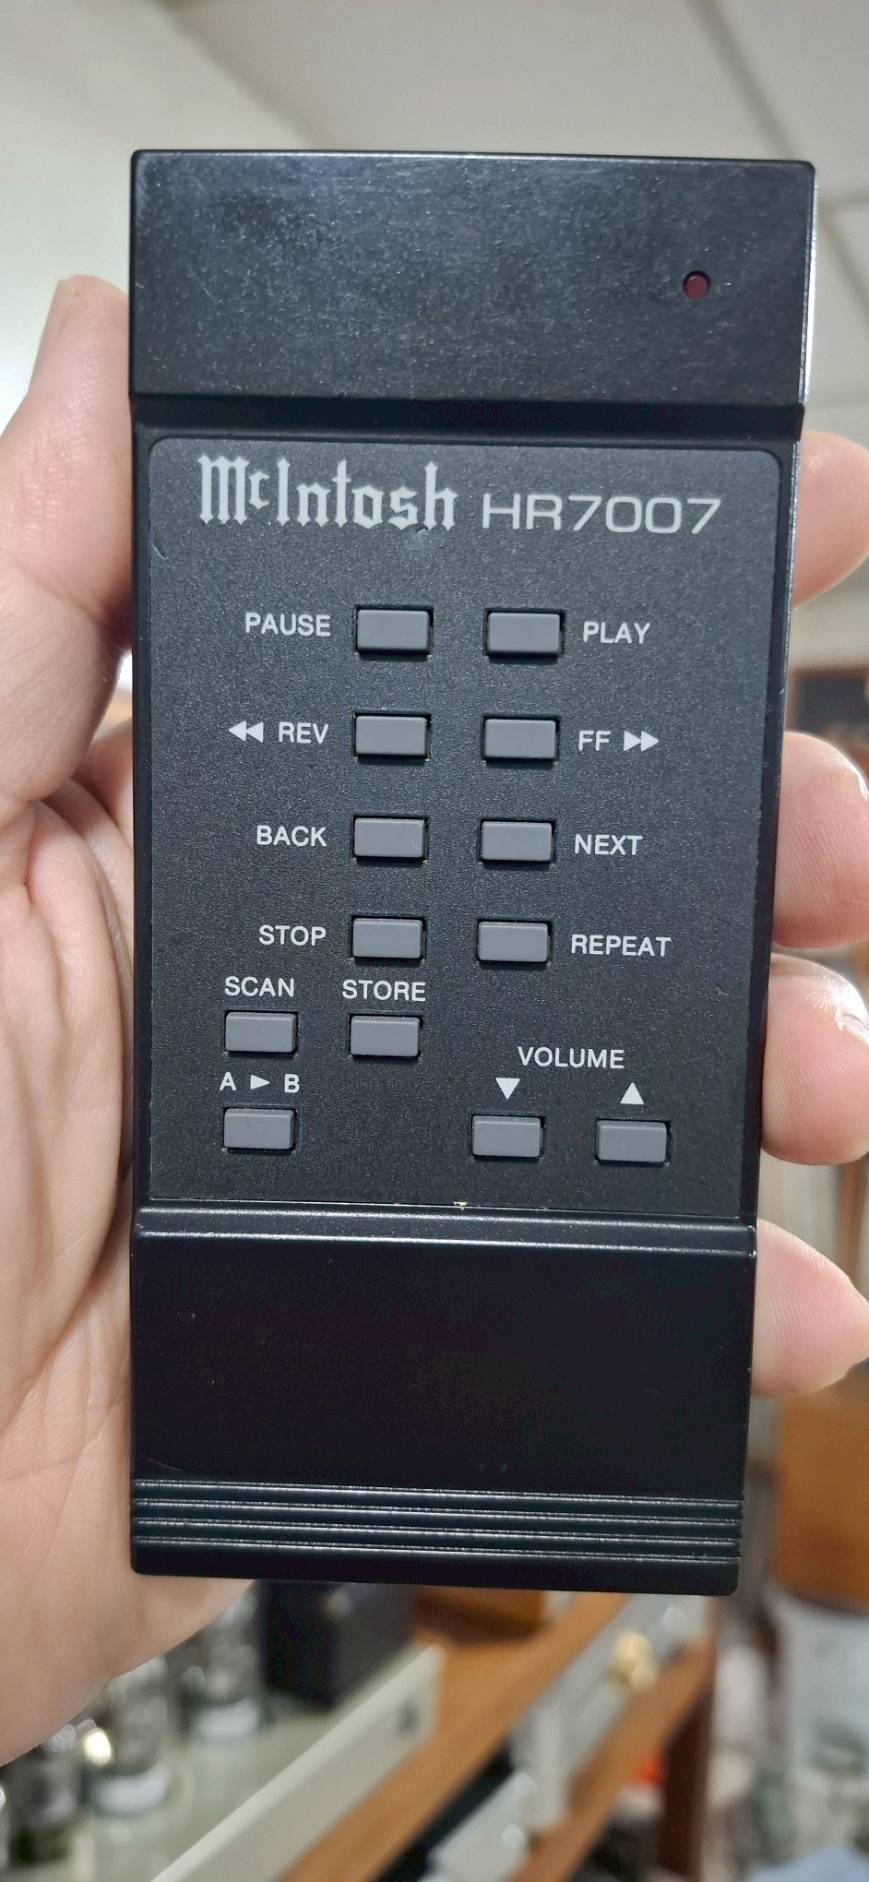 McIntosh HR7007
PAUSE PLAY
◀◀ REV FF ▶▶
BACK NEXT
STOP REPEAT
SCAN STORE
VOLUME
A ▶ B ▼ ▲